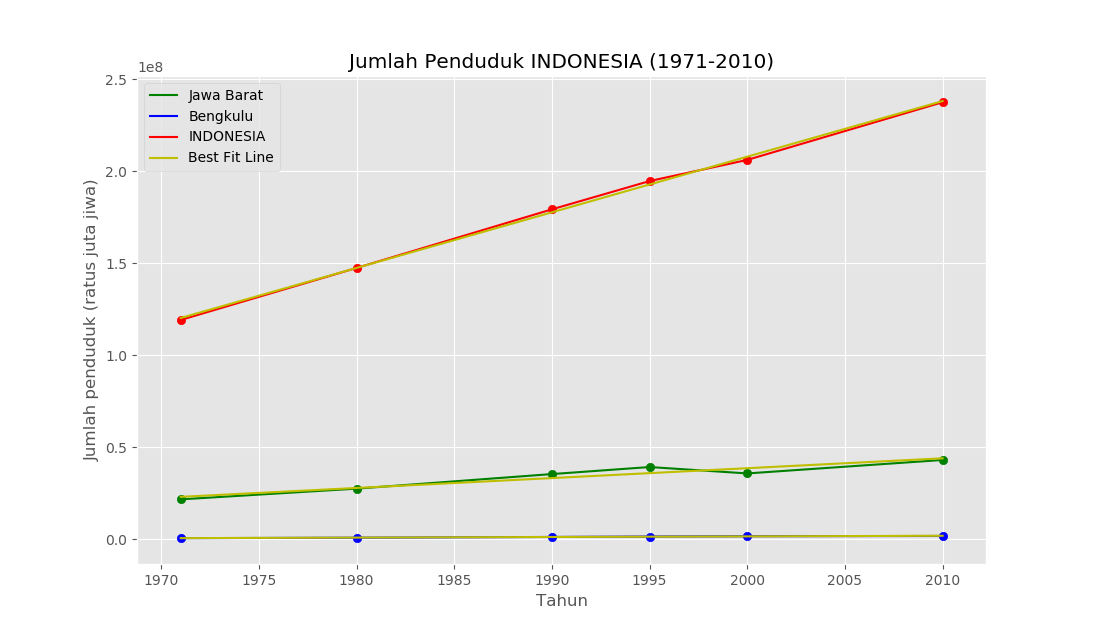 Jumlah Penduduk INDONESIA (1971-2010)
1e8
2.5
2.0
1.5
1.0
0.5
0.0
Jumlah penduduk (ratus juta jiwa)
Jawa Barat
Bengkulu
INDONESIA
Best Fit Line
1970 1975 1980 1985 1990 1995 2000 2005 2010
Tahun